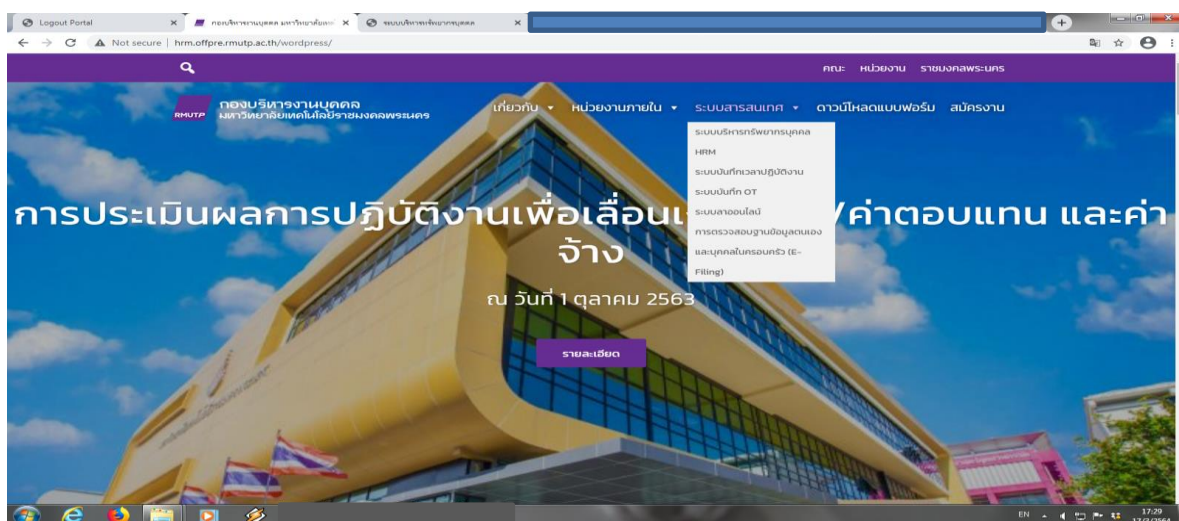 Logout Portal
กองบริหารงานบุคคล มหาวิทยาลัยเทค
ระบบบริหารทรัพยากรบุคคล
Not secure | hrm.offpre.rmutp.ac.th/wordpress/
คณะ หน่วยงาน ราชมงคลพระนคร
RMUTP
กองบริหารงานบุคคล
มหาวิทยาลัยเทคโนโลยีราชมงคลพระนคร
เกี่ยวกับ หน่วยงานภายใน ระบบสารสนเทศ ดาวน์โหลดแบบฟอร์ม สมัครงาน
ระบบบริหารทรัพยากรบุคคล
HRM
ระบบบันทึกเวลาปฏิบัติงาน
ระบบบันทึก OT
ระบบลาออนไลน์
การตรวจสอบฐานข้อมูลตนเอง
และบุคคลในครอบครัว (E-
Filing)
การประเมินผลการปฏิบัติงานเพื่อเลื่อนเ /ค่าตอบแทน และค่า
จ้าง
ณ วันที่ 1 ตุลาคม 2563
รายละเอียด
EN
17:29
17/3/2564